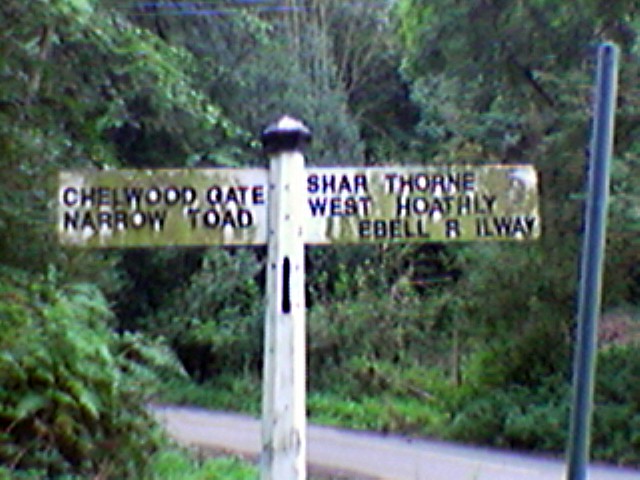 CHELWOOD GATE
NARROW TOAD
SHAR THORNE
WEST HOATHLY
EBELL R ILWAY